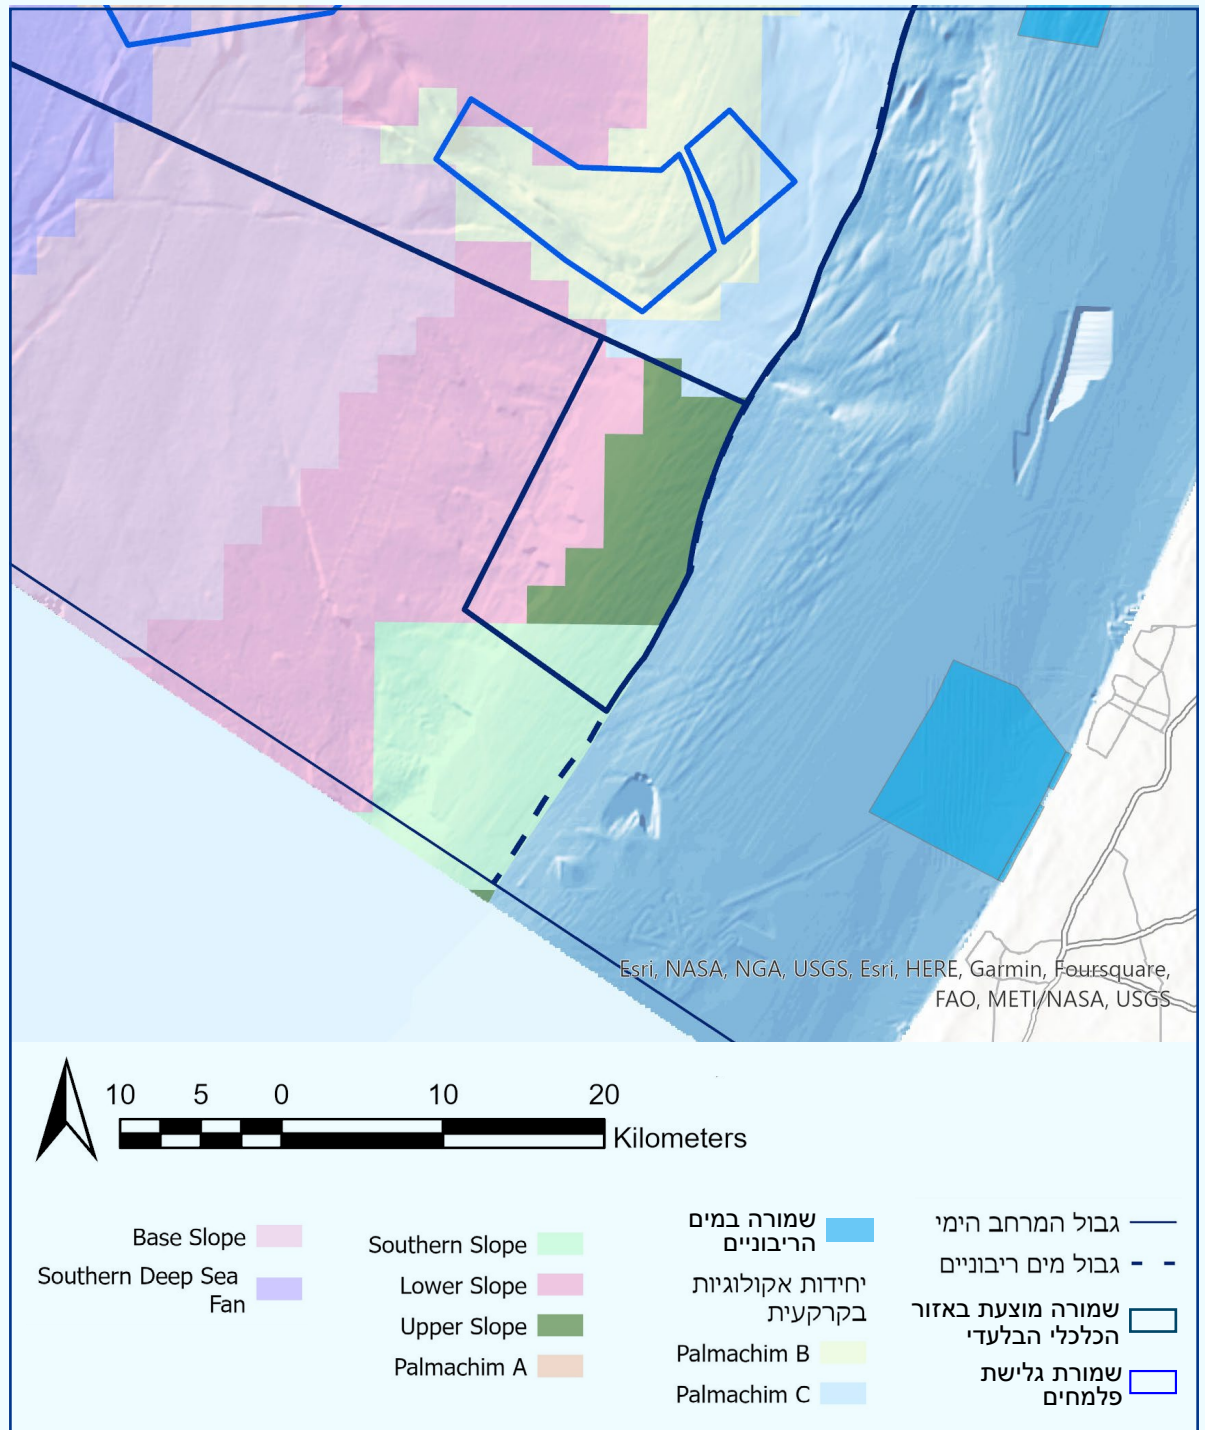 Esri, NASA, NGA, USGS, Esri, HERE, Garmin, Foursquare,
FAO, METI/NASA, USGS
10 5 0 10 20
Kilometers
גבול המרחב הימי
גבול מים ריבוניים
שמורה מוצעת באזור
הכלכלי הבלעדי
שמורת גלישת
פלמחים
שמורה במים
הריבוניים
יחידות אקולוגיות
בקרקעית
Palmachim B
Palmachim C
Southern Slope
Lower Slope
Upper Slope
Palmachim A
Base Slope
Southern Deep Sea
Fan